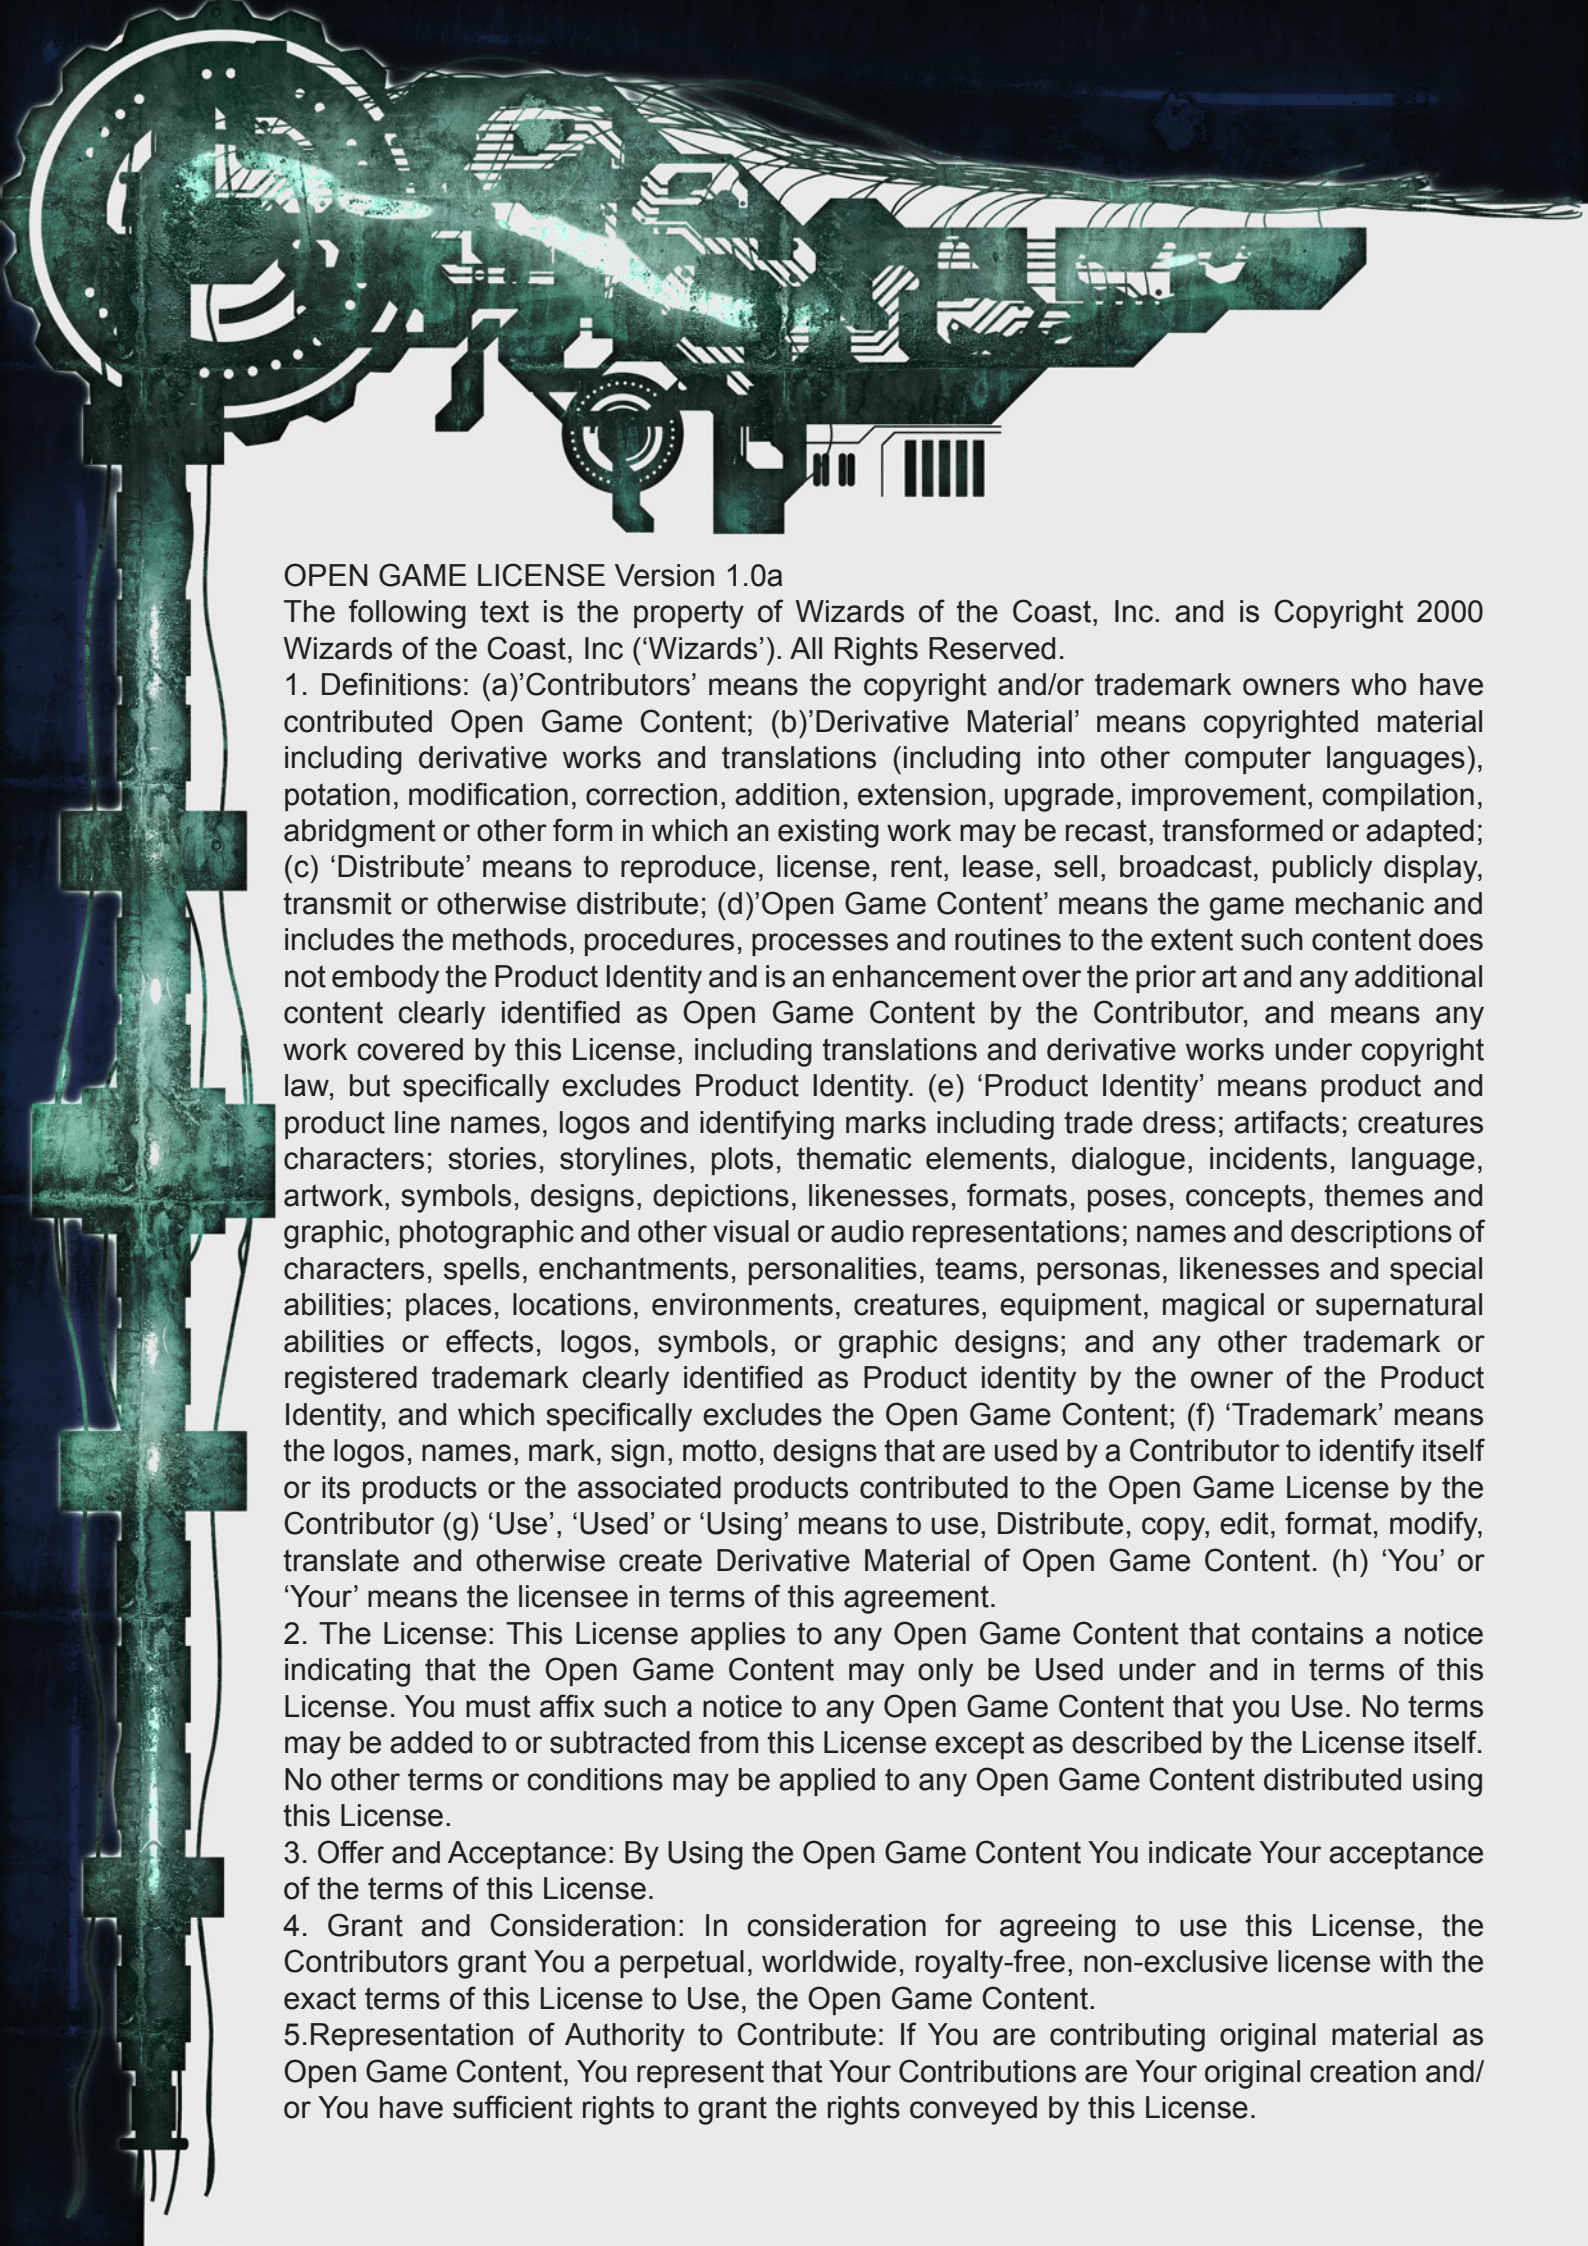 OPEN GAME LICENSE Version 1.0a
The following text is the property of Wizards of the Coast, Inc. and is Copyright 2000
Wizards of the Coast, Inc (‘Wizards’). All Rights Reserved.
1. Definitions: (a)’Contributors’ means the copyright and/or trademark owners who have
contributed Open Game Content; (b)’Derivative Material’ means copyrighted material
including derivative works and translations (including into other computer languages),
potation, modification, correction, addition, extension, upgrade, improvement, compilation,
abridgment or other form in which an existing work may be recast, transformed or adapted;
(c) ‘Distribute’ means to reproduce, license, rent, lease, sell, broadcast, publicly display,
transmit or otherwise distribute; (d)’Open Game Content’ means the game mechanic and
includes the methods, procedures, processes and routines to the extent such content does
not embody the Product Identity and is an enhancement over the prior art and any additional
content clearly identified as Open Game Content by the Contributor, and means any
work covered by this License, including translations and derivative works under copyright
law, but specifically excludes Product Identity. (e) ‘Product Identity’ means product and
product line names, logos and identifying marks including trade dress; artifacts; creatures
characters; stories, storylines, plots, thematic elements, dialogue, incidents, language,
artwork, symbols, designs, depictions, likenesses, formats, poses, concepts, themes and
graphic, photographic and other visual or audio representations; names and descriptions of
characters, spells, enchantments, personalities, teams, personas, likenesses and special
abilities; places, locations, environments, creatures, equipment, magical or supernatural
abilities or effects, logos, symbols, or graphic designs; and any other trademark or
registered trademark clearly identified as Product identity by the owner of the Product
Identity, and which specifically excludes the Open Game Content; (f) ‘Trademark’ means
the logos, names, mark, sign, motto, designs that are used by a Contributor to identify itself
or its products or the associated products contributed to the Open Game License by the
Contributor (g) ‘Use’, ‘Used’ or ‘Using’ means to use, Distribute, copy, edit, format, modify,
translate and otherwise create Derivative Material of Open Game Content. (h) ‘You’ or
‘Your’ means the licensee in terms of this agreement.
2. The License: This License applies to any Open Game Content that contains a notice
indicating that the Open Game Content may only be Used under and in terms of this
License. You must affix such a notice to any Open Game Content that you Use. No terms
may be added to or subtracted from this License except as described by the License itself.
No other terms or conditions may be applied to any Open Game Content distributed using
this License.
3. Offer and Acceptance: By Using the Open Game Content You indicate Your acceptance
of the terms of this License.
4. Grant and Consideration: In consideration for agreeing to use this License, the
Contributors grant You a perpetual, worldwide, royalty-free, non-exclusive license with the
exact terms of this License to Use, the Open Game Content.
5.Representation of Authority to Contribute: If You are contributing original material as
Open Game Content, You represent that Your Contributions are Your original creation and/
or You have sufficient rights to grant the rights conveyed by this License.